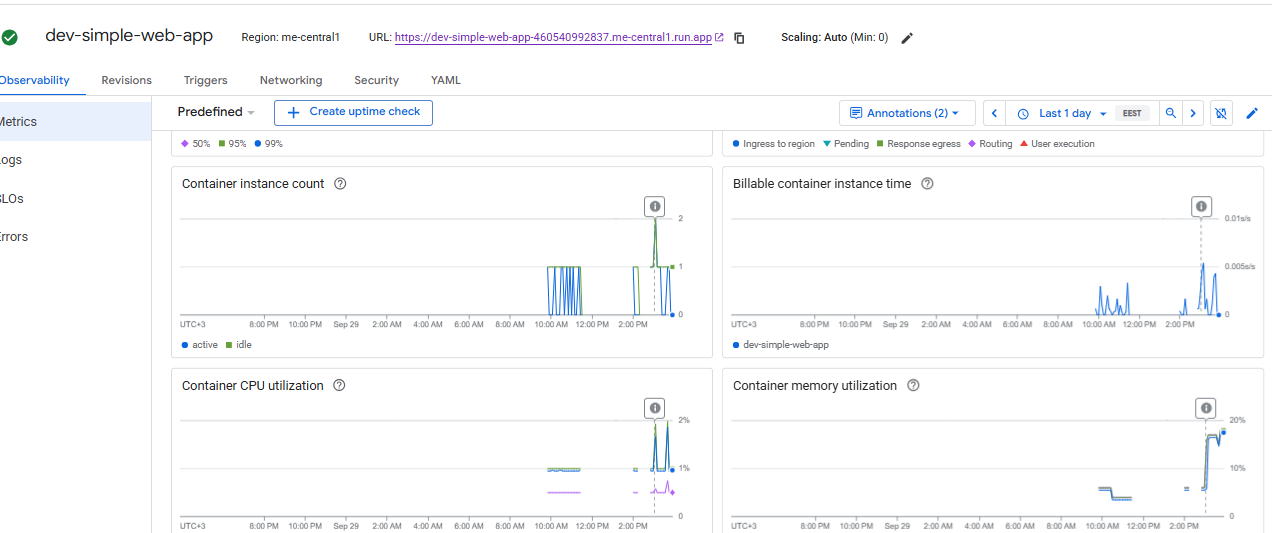 dev-simple-web-app Region: me-central1 URL: https://dev-simple-web-app-460540992837.me-central1.run.app Scaling: Auto (Min: 0)
Observability Revisions Triggers Networking Security YAML
Metrics
Logs
SLOs
Errors
Predefined Create uptime check Annotations (2) Last 1 day EEST
50% 95% 99%
Ingress to region Pending Response egress Routing User execution
Container instance count
2
1
0
UTC+3 8:00 PM 10:00 PM Sep 29 2:00 AM 4:00 AM 6:00 AM 8:00 AM 10:00 AM 12:00 PM 2:00 PM
active idle
Billable container instance time
0.01s/s
0.005s/s
0
UTC+3 8:00 PM 10:00 PM Sep 29 2:00 AM 4:00 AM 6:00 AM 8:00 AM 10:00 AM 12:00 PM 2:00 PM
dev-simple-web-app
Container CPU utilization
2%
1%
0
UTC+3 8:00 PM 10:00 PM Sep 29 2:00 AM 4:00 AM 6:00 AM 8:00 AM 10:00 AM 12:00 PM 2:00 PM
Container memory utilization
20%
10%
0
UTC+3 8:00 PM 10:00 PM Sep 29 2:00 AM 4:00 AM 6:00 AM 8:00 AM 10:00 AM 12:00 PM 2:00 PM